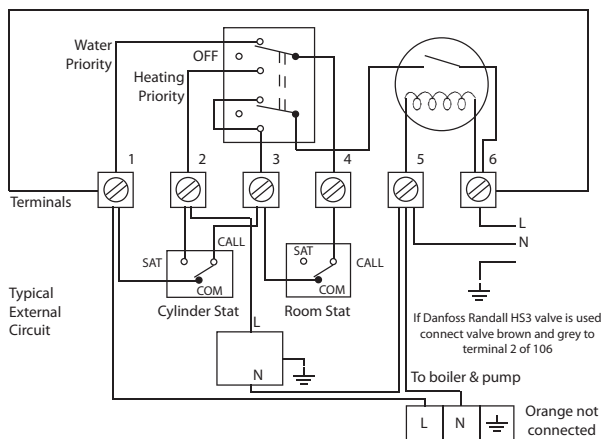 Water
Priority
OFF
Heating
Priority
1
2
3
4
5
6
Terminals
L
N
SAT
CALL
COM
Cylinder Stat
SAT
CALL
COM
Room Stat
Typical
External
Circuit
L
N
If Danfoss Randall HS3 valve is used
connect valve brown and grey to
terminal 2 of 106
To boiler & pump
L
N
Orange not
connected